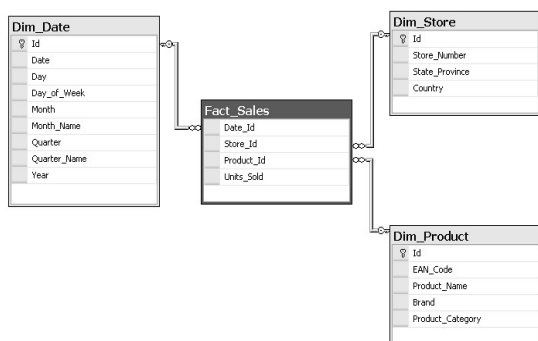 Dim_Date
Id
Date
Day
Day_of_Week
Month
Month_Name
Quarter
Quarter_Name
Year
Fact_Sales
Date_Id
Store_Id
Product_Id
Units_Sold
Dim_Store
Id
Store_Number
State_Province
Country
Dim_Product
Id
EAN_Code
Product_Name
Brand
Product_Category